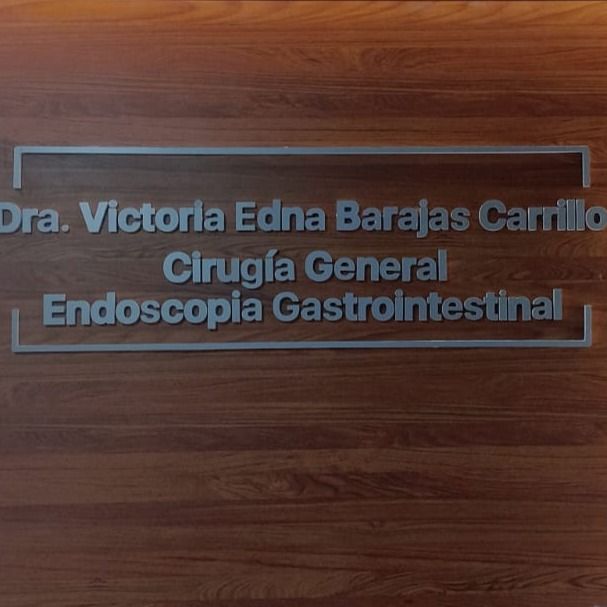 Dra. Victoria Edna Barajas Carrillo
Cirugía General
Endoscopia Gastrointestinal